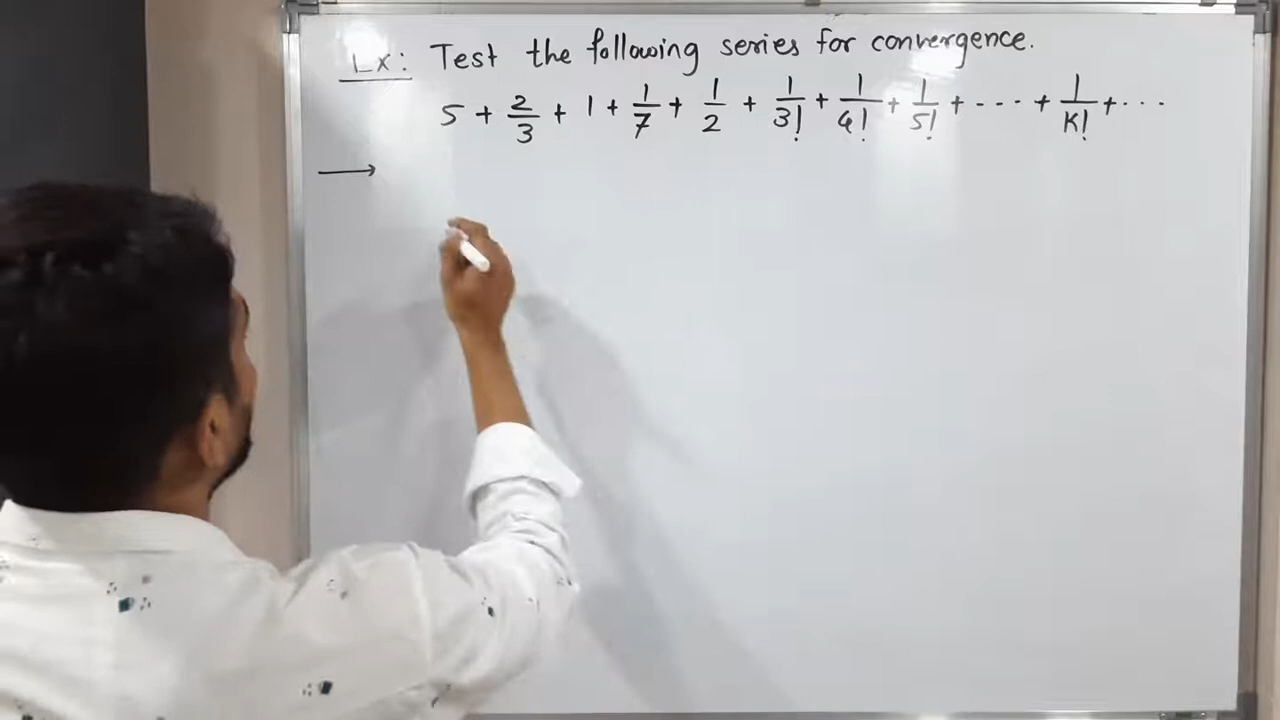 Ex: Test the following series for convergence.
5 + 2/3 + 1 + 1/7 + 1/2 + 1/3! + 1/4! + 1/5! + - - - + 1/K! + - - -
→